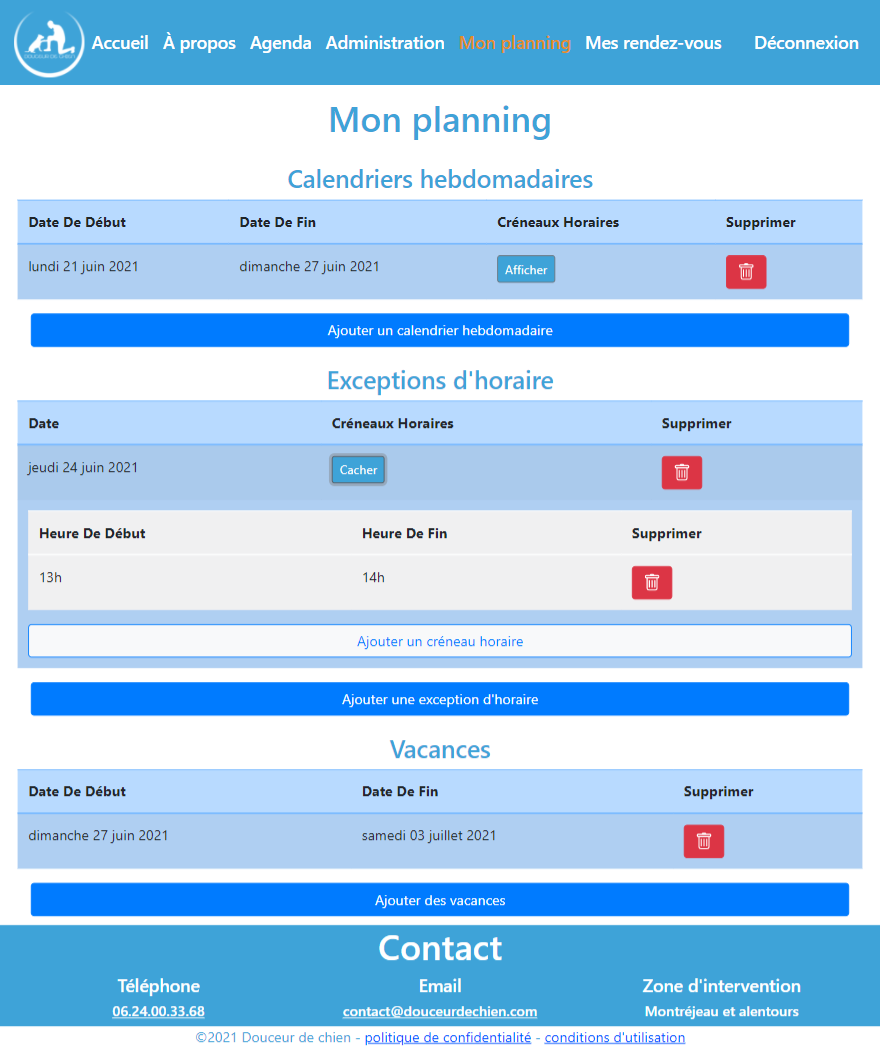 DOUCEUR DE CHIEN
Accueil À propos Agenda Administration Mon planning Mes rendez-vous Déconnexion
Mon planning
Calendriers hebdomadaires
Date De Début Date De Fin Créneaux Horaires Supprimer
lundi 21 juin 2021 dimanche 27 juin 2021 Afficher
Ajouter un calendrier hebdomadaire
Exceptions d'horaire
Date Créneaux Horaires Supprimer
jeudi 24 juin 2021 Cacher
Heure De Début Heure De Fin Supprimer
13h 14h
Ajouter un créneau horaire
Ajouter une exception d'horaire
Vacances
Date De Début Date De Fin Supprimer
dimanche 27 juin 2021 samedi 03 juillet 2021
Ajouter des vacances
Contact
Téléphone Email Zone d'intervention
06.24.00.33.68 contact@douceurdechien.com Montréjeau et alentours
©2021 Douceur de chien - politique de confidentialité - conditions d'utilisation